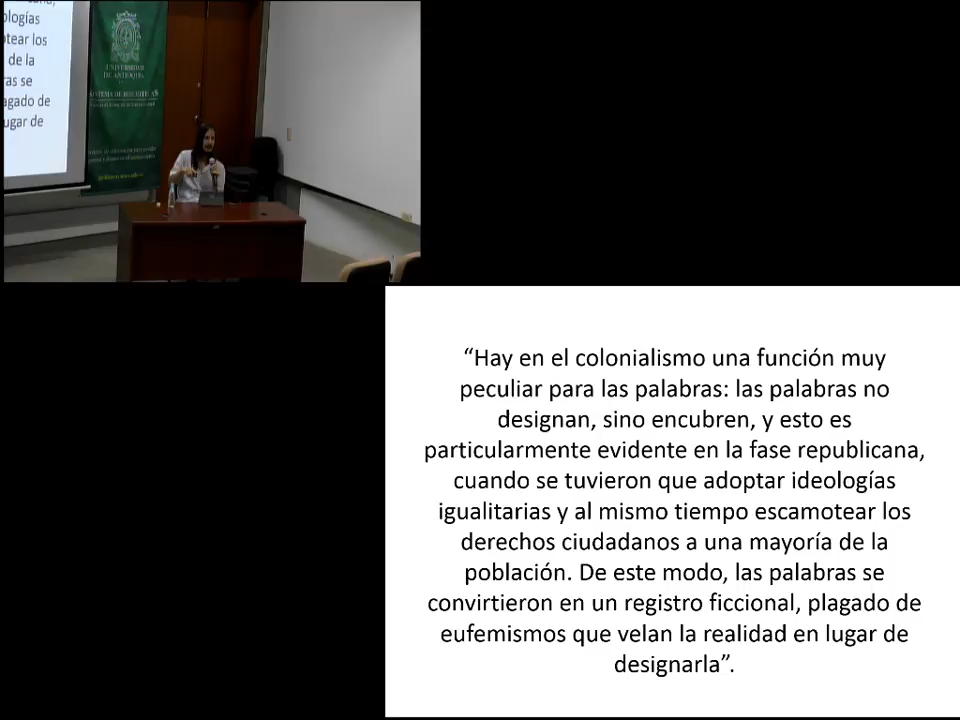 ologías
tear los
de la
ras se
agado de
ugar de
UNIVERSIDAD
DE ANTIOQUIA
“Hay en el colonialismo una función muy
peculiar para las palabras: las palabras no
designan, sino encubren, y esto es
particularmente evidente en la fase republicana,
cuando se tuvieron que adoptar ideologías
igualitarias y al mismo tiempo escamotear los
derechos ciudadanos a una mayoría de la
población. De este modo, las palabras se
convirtieron en un registro ficcional, plagado de
eufemismos que velan la realidad en lugar de
designarla”.